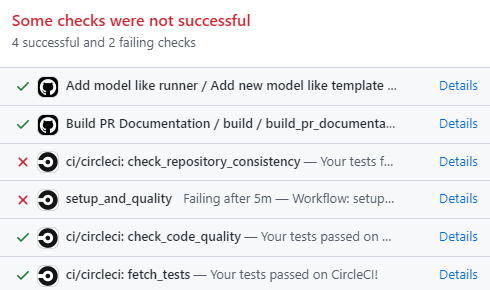 Some checks were not successful
4 successful and 2 failing checks
Add model like runner / Add new model like template ... Details
Build PR Documentation / build / build_pr_documenta... Details
ci/circleci: check_repository_consistency — Your tests f... Details
setup_and_quality Failing after 5m — Workflow: setup... Details
ci/circleci: check_code_quality — Your tests passed on ... Details
ci/circleci: fetch_tests — Your tests passed on CircleCI! Details